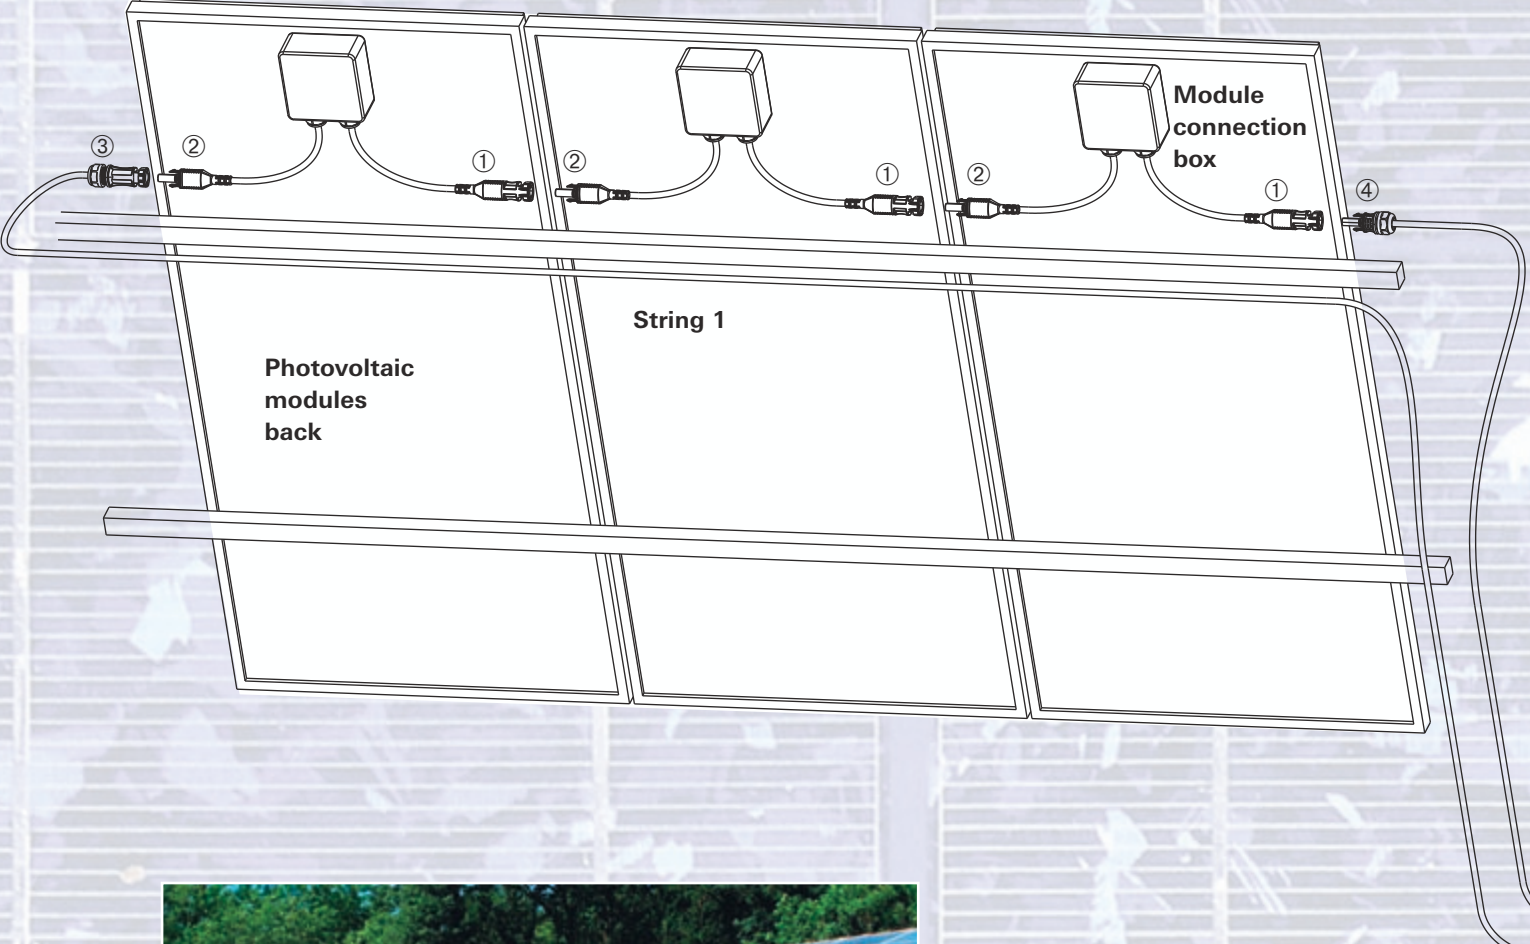 Module
connection
box
③ ② ① ② ① ② ① ④
String 1
Photovoltaic
modules
back